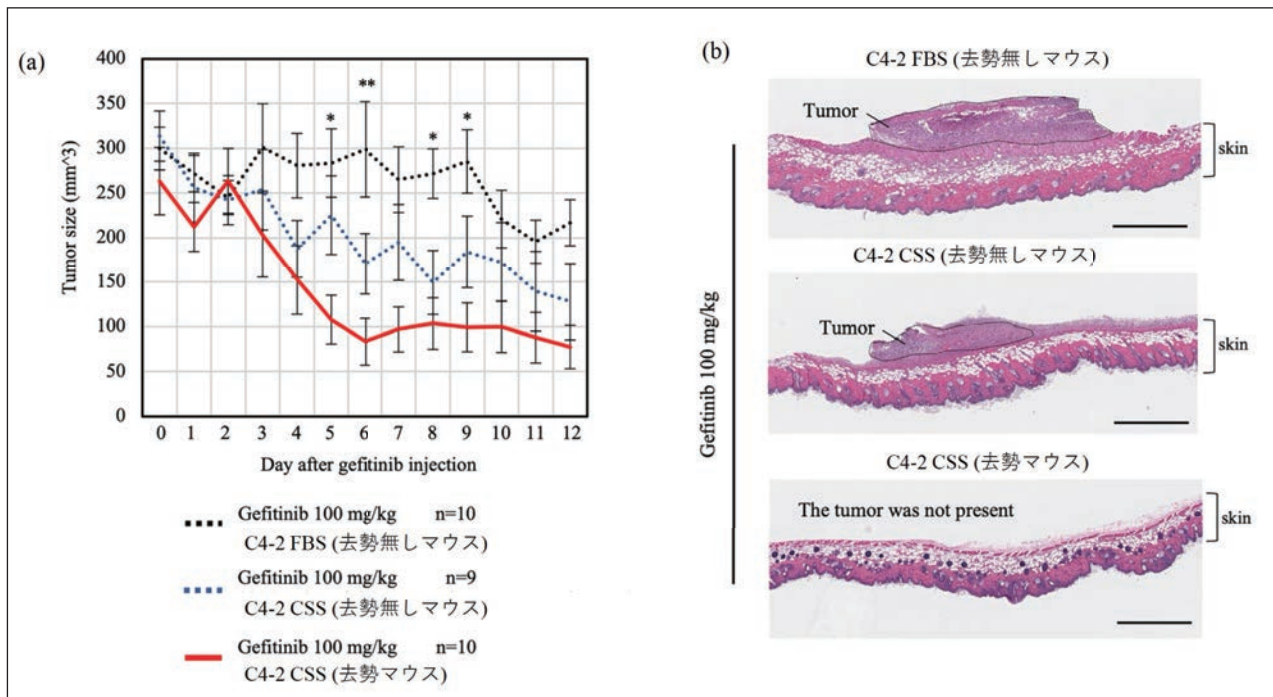 (a)
400
350
300
250
200
150
100
50
0
Tumor size (mm^3)
*
**
*
*
0 1 2 3 4 5 6 7 8 9 10 11 12
Day after gefitinib injection
Gefitinib 100 mg/kg n=10
C4-2 FBS (去勢無しマウス)
Gefitinib 100 mg/kg n=9
C4-2 CSS (去勢無しマウス)
Gefitinib 100 mg/kg n=10
C4-2 CSS (去勢マウス)
(b)
Gefitinib 100 mg/kg
C4-2 FBS (去勢無しマウス)
Tumor
skin
C4-2 CSS (去勢無しマウス)
Tumor
skin
C4-2 CSS (去勢マウス)
The tumor was not present
skin